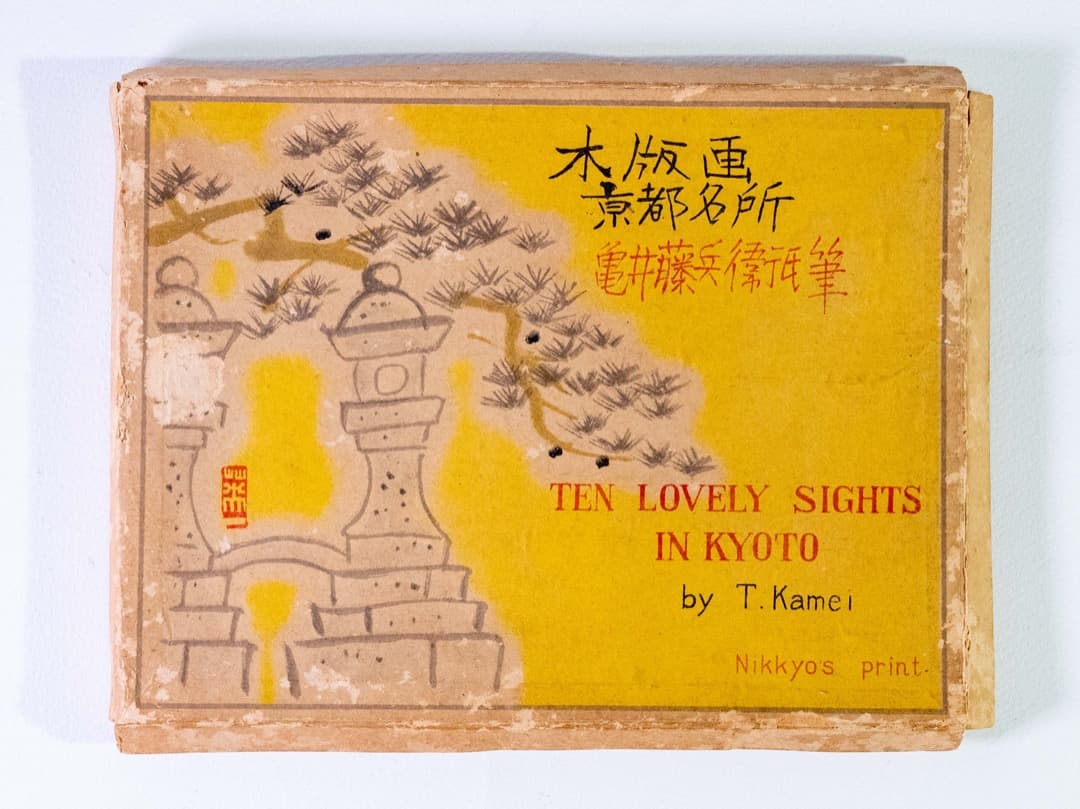 木版画
京都名所
亀井藤兵衛氏筆
TEN LOVELY SIGHTS
IN KYOTO
by T. Kamei
Nikkyo's print.